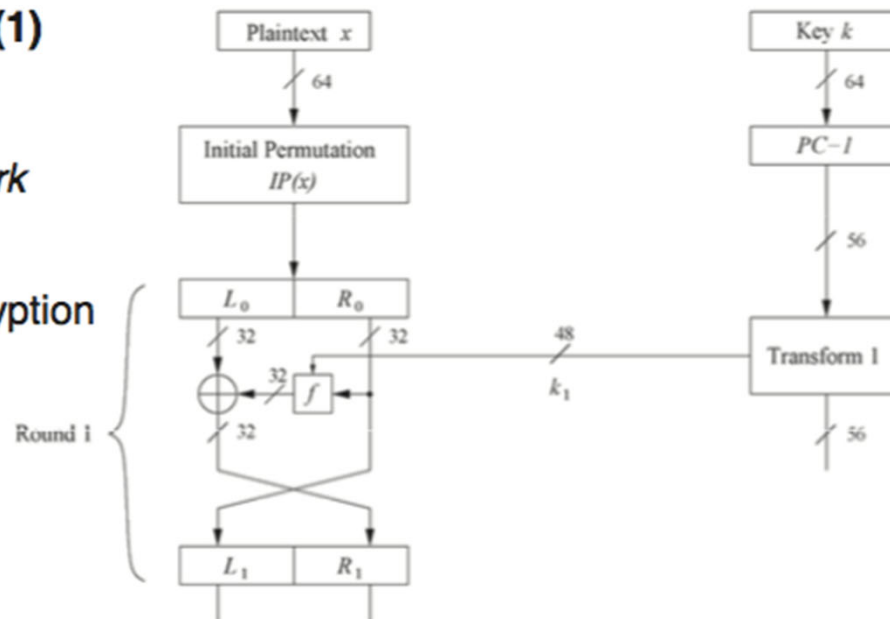 (1)
rk
yption
Plaintext x
64
Initial Permutation
IP(x)
L0 R0
32 32
32 f
32
Round i
L1 R1
48
k1
Key k
64
PC-1
56
Transform 1
56